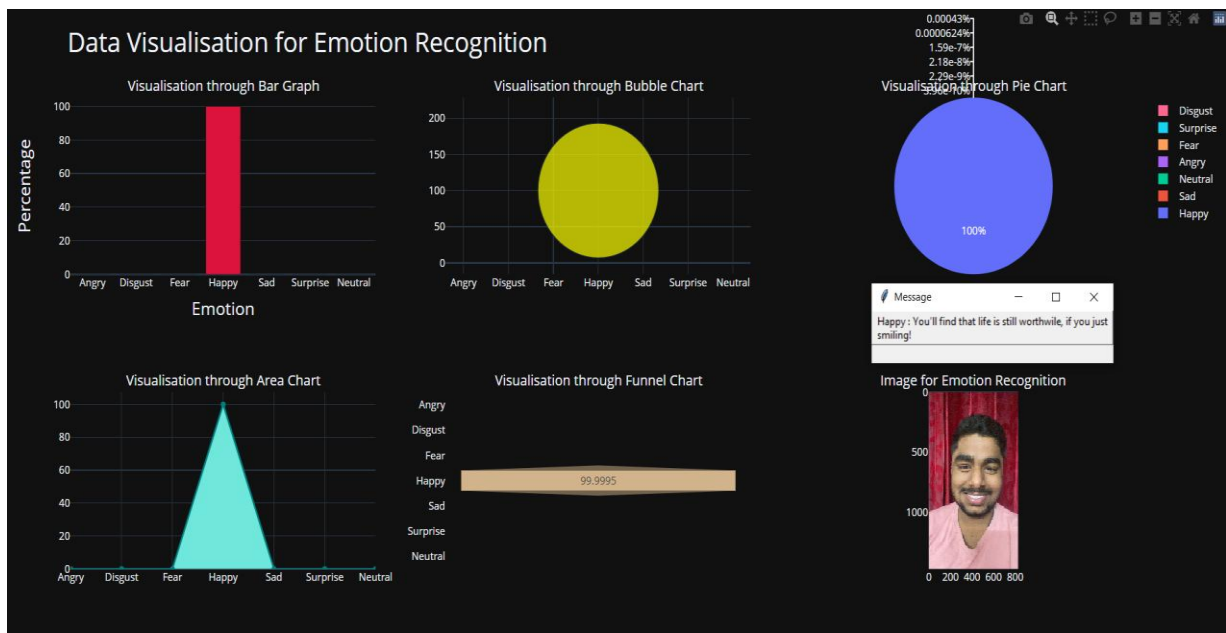 Data Visualisation for Emotion Recognition
0.00043%
0.0000624%
1.59e-7%
2.18e-8%
2.29e-9%
Visualisation through Bar Graph
Percentage
100
80
60
40
20
0
Angry Disgust Fear Happy Sad Surprise Neutral
Emotion
Visualisation through Bubble Chart
200
150
100
50
0
Angry Disgust Fear Happy Sad Surprise Neutral
Visualisation through Pie Chart
100%
Disgust
Surprise
Fear
Angry
Neutral
Sad
Happy
Message
Happy : You'll find that life is still worthwile, if you just
smiling!
Visualisation through Area Chart
100
80
60
40
20
0
Angry Disgust Fear Happy Sad Surprise Neutral
Visualisation through Funnel Chart
Angry
Disgust
Fear
Happy
Sad
Surprise
Neutral
99.9995
Image for Emotion Recognition
0
500
1000
0 200 400 600 800